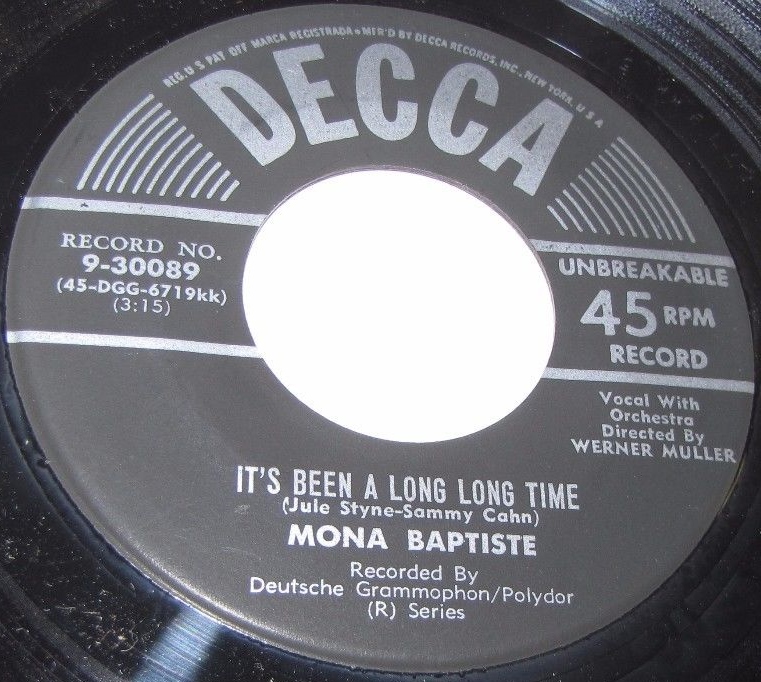 REG. U S PAT OFF MARCA REGISTRADA • MF'R'D BY DECCA RECORDS, INC., NEW YORK, U S A
DECCA
RECORD NO.
9-30089
(45-DGG-6719kk)
(3:15)
UNBREAKABLE
45 RPM
RECORD
Vocal With
Orchestra
Directed By
WERNER MULLER
IT'S BEEN A LONG LONG TIME
(Jule Styne-Sammy Cahn)
MONA BAPTISTE
Recorded By
Deutsche Grammophon/Polydor
(R) Series